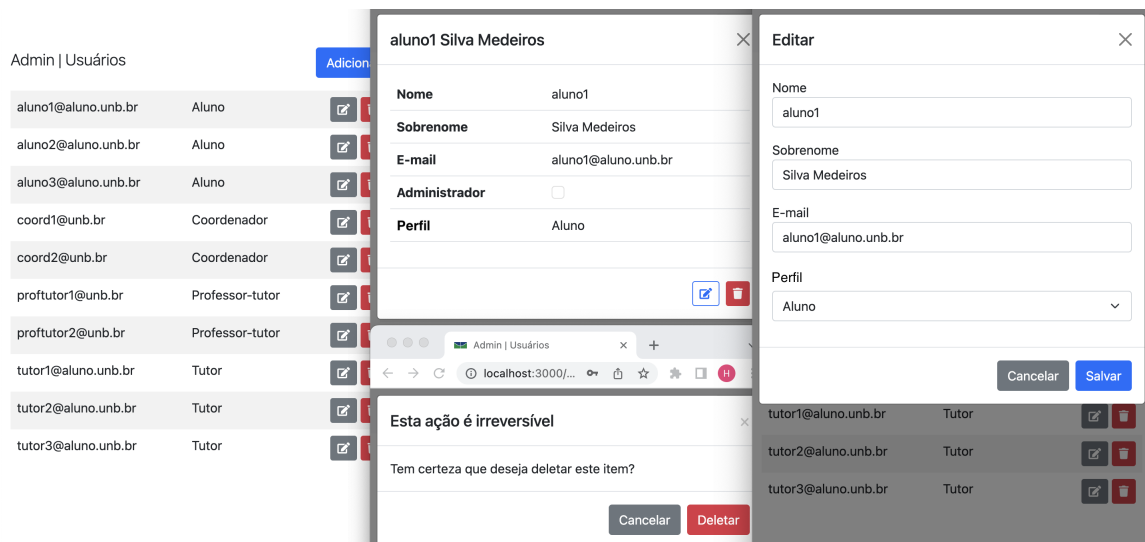 Admin | Usuários
Adicion
aluno1@aluno.unb.br Aluno
aluno2@aluno.unb.br Aluno
aluno3@aluno.unb.br Aluno
coord1@unb.br Coordenador
coord2@unb.br Coordenador
proftutor1@unb.br Professor-tutor
proftutor2@unb.br Professor-tutor
tutor1@aluno.unb.br Tutor
tutor2@aluno.unb.br Tutor
tutor3@aluno.unb.br Tutor
aluno1 Silva Medeiros
Nome aluno1
Sobrenome Silva Medeiros
E-mail aluno1@aluno.unb.br
Administrador
Perfil Aluno
Admin | Usuários
localhost:3000/... H
Esta ação é irreversível
Tem certeza que deseja deletar este item?
Cancelar Deletar
Editar
Nome
aluno1
Sobrenome
Silva Medeiros
E-mail
aluno1@aluno.unb.br
Perfil
Aluno
Cancelar Salvar
tutor1@aluno.unb.br Tutor
tutor2@aluno.unb.br Tutor
tutor3@aluno.unb.br Tutor